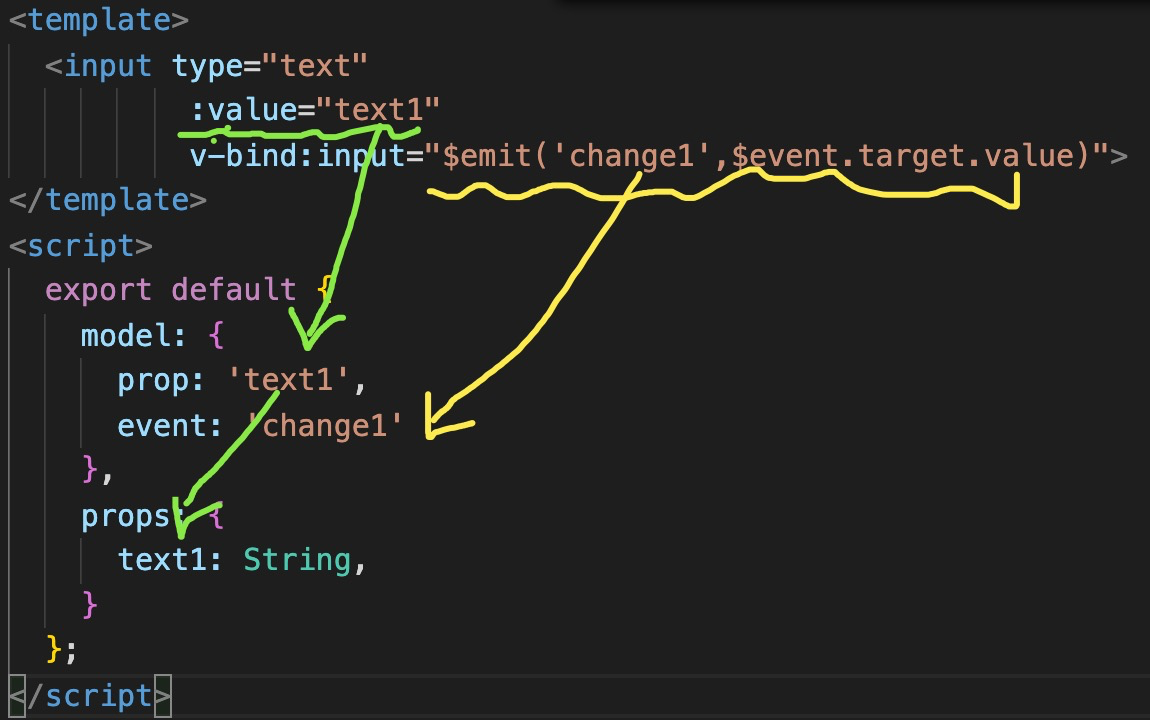 <template>
<input type="text"
:value="text1"
v-bind:input="$emit('change1',$event.target.value)">
</template>
<script>
export default {
model: {
prop: 'text1',
event: 'change1'
},
props: {
text1: String,
}
};
</script>